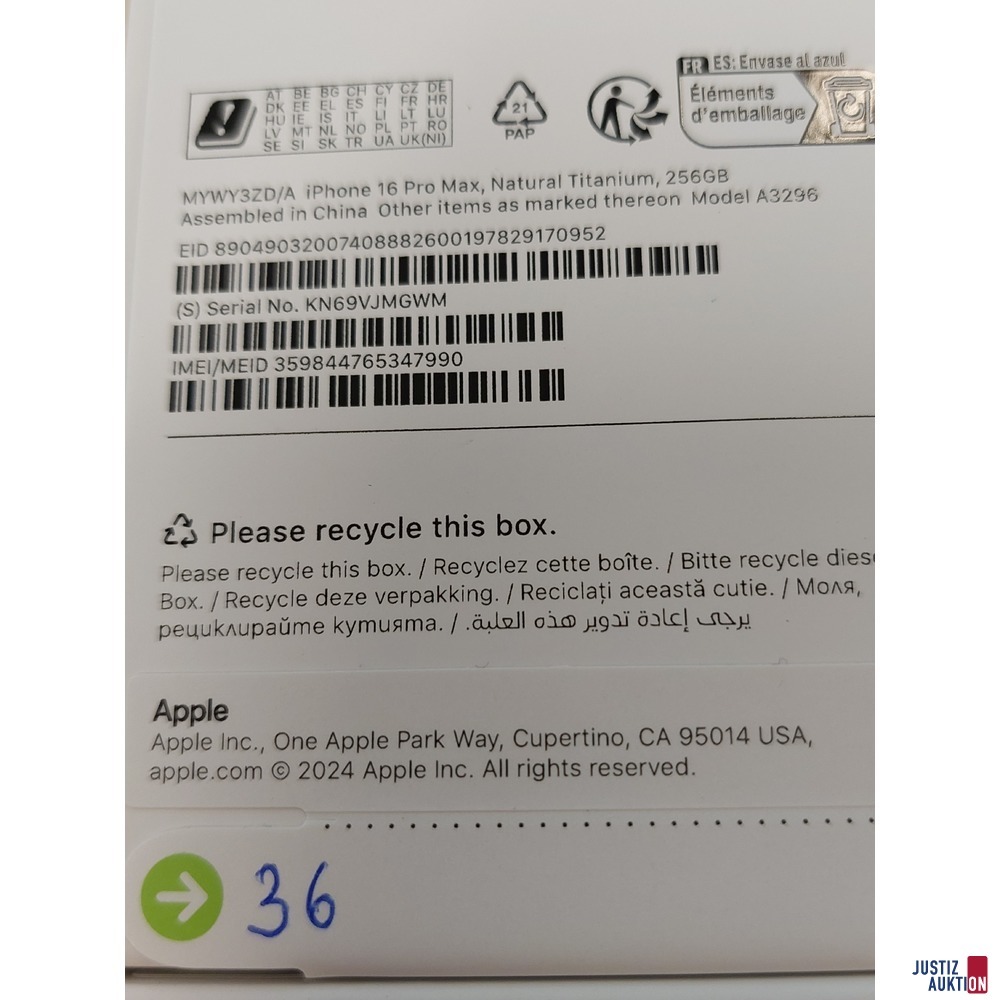 FR ES: Envase al azul
Éléments
d'emballage
AT BE BG CH CY CZ DE
DK EE EL ES FI FR HR
HU IE IS IT LI LT LU
LV MT NL NO PL PT RO
SE SI SK TR UA UK(NI)
21
PAP
MYWY3ZD/A iPhone 16 Pro Max, Natural Titanium, 256GB
Assembled in China Other items as marked thereon Model A3296
EID 89049032007408882600197829170952
(S) Serial No. KN69VJMGWM
IMEI/MEID 359844765347990
Please recycle this box.
Please recycle this box. / Recyclez cette boîte. / Bitte recycle diese
Box. / Recycle deze verpakking. / Reciclați această cutie. / Моля,
рециклирайте кутията. / يرجى إعادة تدوير هذه العلبة.
Apple
Apple Inc., One Apple Park Way, Cupertino, CA 95014 USA,
apple.com © 2024 Apple Inc. All rights reserved.
36
JUSTIZ
AUKTION